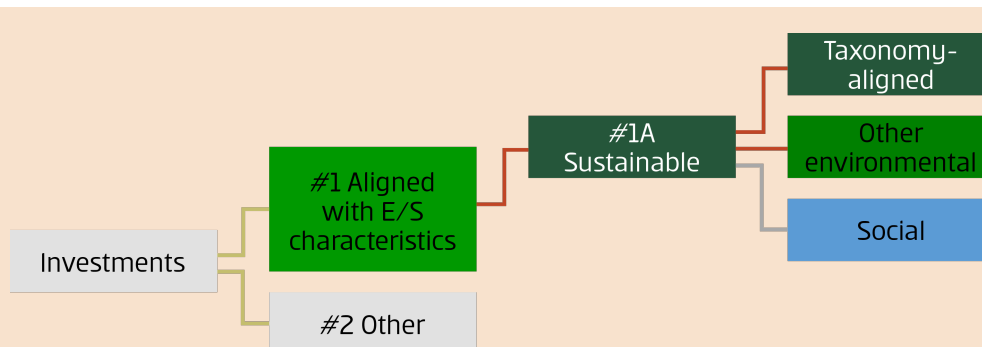 Taxonomy-
aligned
#1A
Sustainable
Other
environmental
#1 Aligned
with E/S
characteristics
Social
Investments
#2 Other